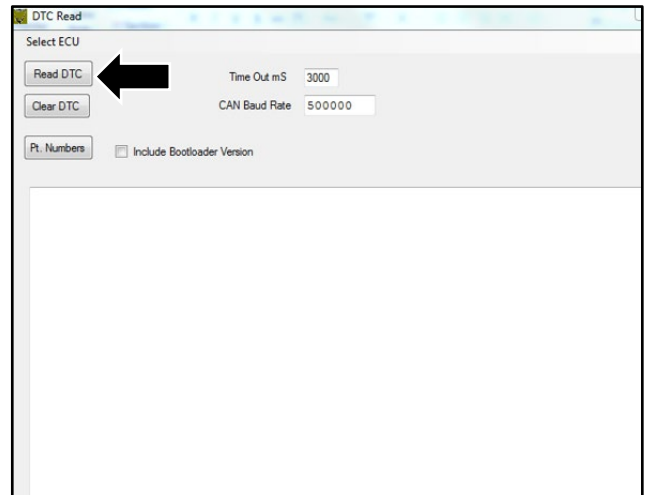 DTC Read
Select ECU
Read DTC
Time Out mS 3000
Clear DTC
CAN Baud Rate 500000
Pt. Numbers
Include Bootloader Version